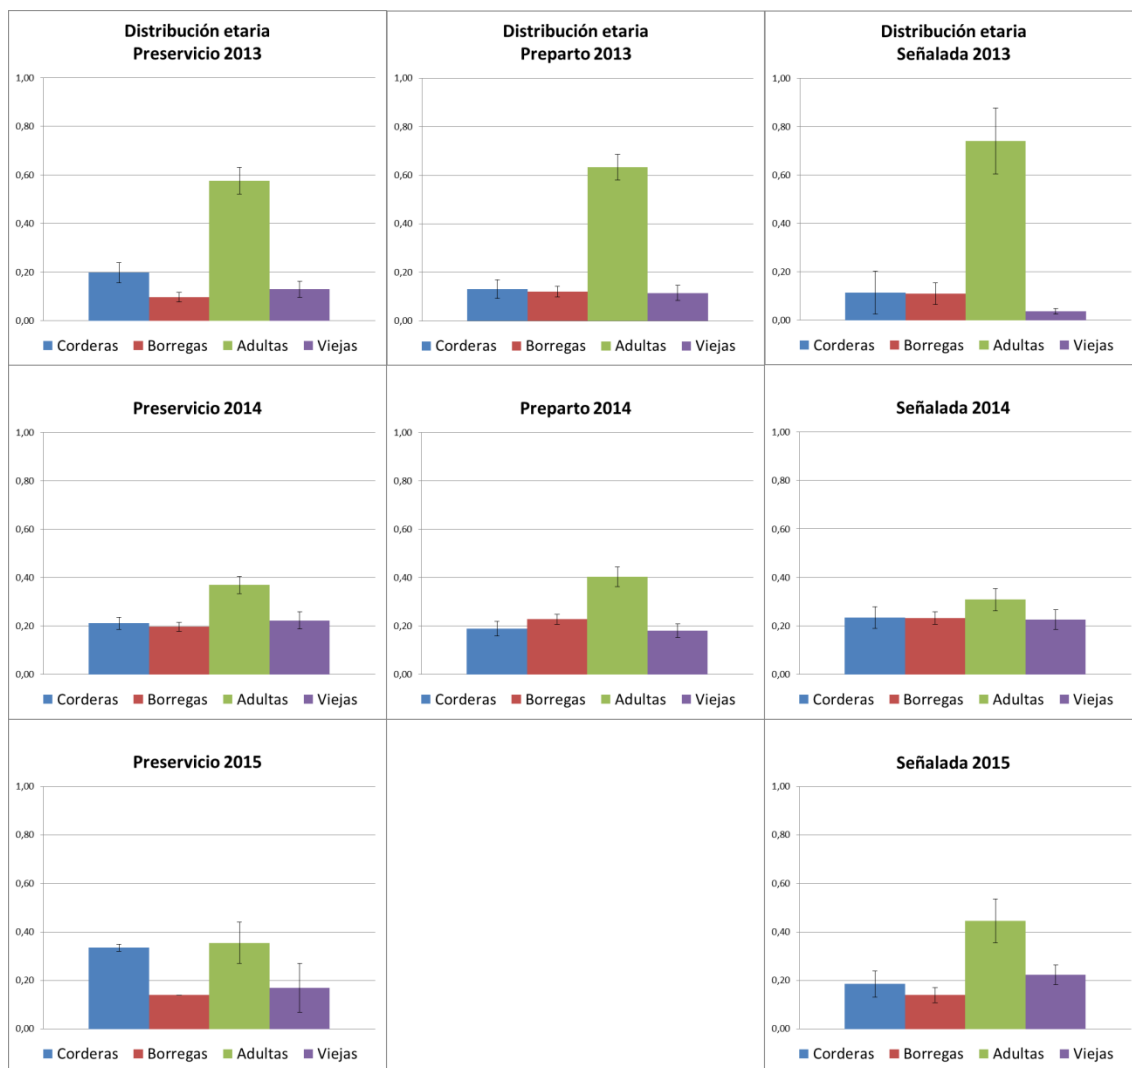 Distribución etaria
Preservicio 2013
1,00
0,80
0,60
0,40
0,20
0,00
Corderas Borregas Adultas Viejas
Distribución etaria
Preparto 2013
1,00
0,80
0,60
0,40
0,20
0,00
Corderas Borregas Adultas Viejas
Distribución etaria
Señalada 2013
1,00
0,80
0,60
0,40
0,20
0,00
Corderas Borregas Adultas Viejas
Preservicio 2014
1,00
0,80
0,60
0,40
0,20
0,00
Corderas Borregas Adultas Viejas
Preparto 2014
1,00
0,80
0,60
0,40
0,20
0,00
Corderas Borregas Adultas Viejas
Señalada 2014
1,00
0,80
0,60
0,40
0,20
0,00
Corderas Borregas Adultas Viejas
Preservicio 2015
1,00
0,80
0,60
0,40
0,20
0,00
Corderas Borregas Adultas Viejas
Señalada 2015
1,00
0,80
0,60
0,40
0,20
0,00
Corderas Borregas Adultas Viejas